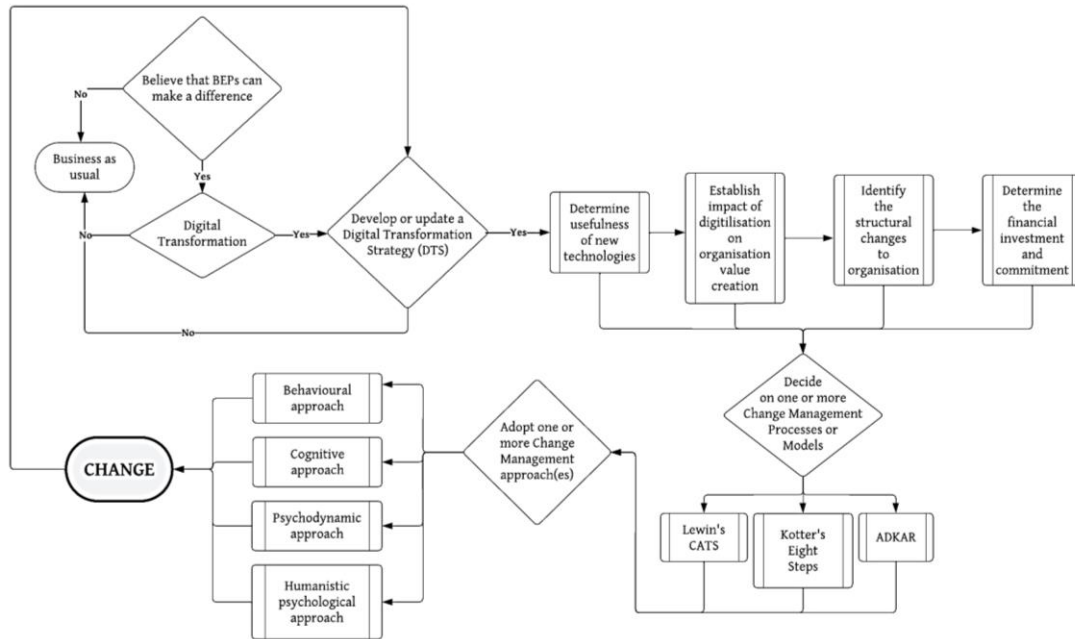 Believe that BEPs can
make a difference
No
Business as
usual
Yes
No
Digital
Transformation
Yes
Develop or update a
Digital Transformation
Strategy (DTS)
Yes
No
Determine
usefulness
of new
technologies
Establish
impact of
digitilisation
on
organisation
value
creation
Identify
the
structural
changes
to
organisation
Determine
the
financial
investment
and
commitment
Decide
on one or more
Change Management
Processes or
Models
Lewin's
CATS
Kotter's
Eight
Steps
ADKAR
Adopt one or
more Change
Management
approach(es)
Behavioural
approach
Cognitive
approach
Psychodynamic
approach
Humanistic
psychological
approach
CHANGE